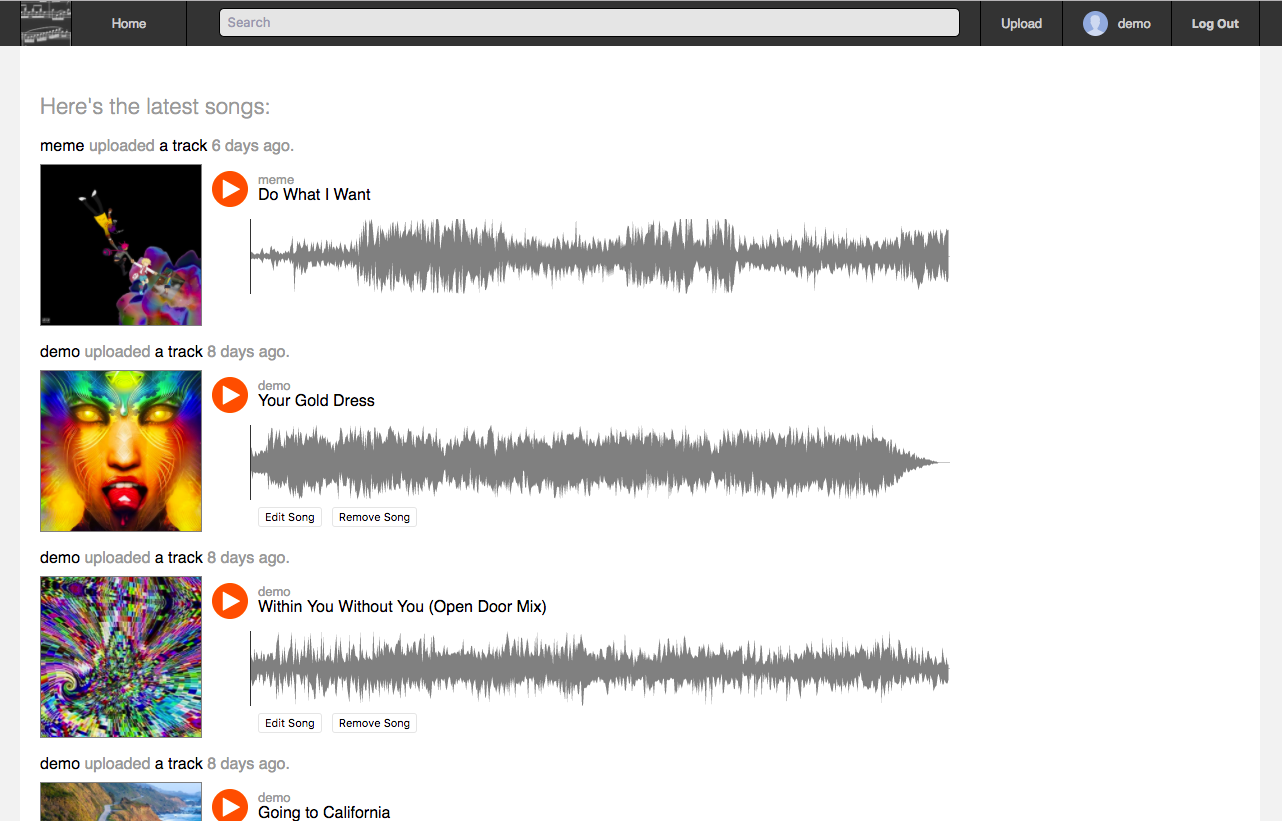 Home
Search
Upload
demo
Log Out
Here's the latest songs:
meme uploaded a track 6 days ago.
meme
Do What I Want
demo uploaded a track 8 days ago.
demo
Your Gold Dress
Edit Song Remove Song
demo uploaded a track 8 days ago.
demo
Within You Without You (Open Door Mix)
Edit Song Remove Song
demo uploaded a track 8 days ago.
demo
Going to California